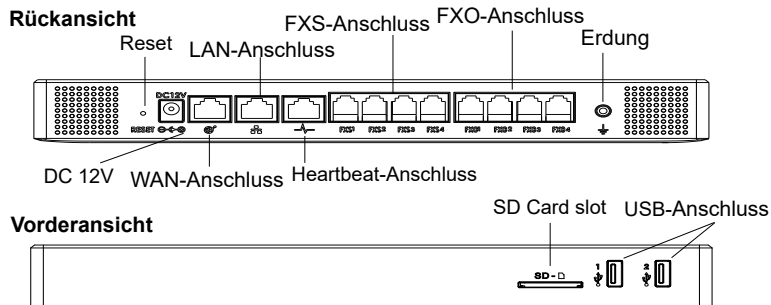 Rückansicht
Reset
LAN-Anschluss
FXS-Anschluss
FXO-Anschluss
Erdung
DC12V
RESET
FXS1 FXS2 FXS3 FXS4 FXO1 FXO2 FXO3 FXO4
DC 12V
WAN-Anschluss
Heartbeat-Anschluss
Vorderansicht
SD Card slot
USB-Anschluss
SD
1
2